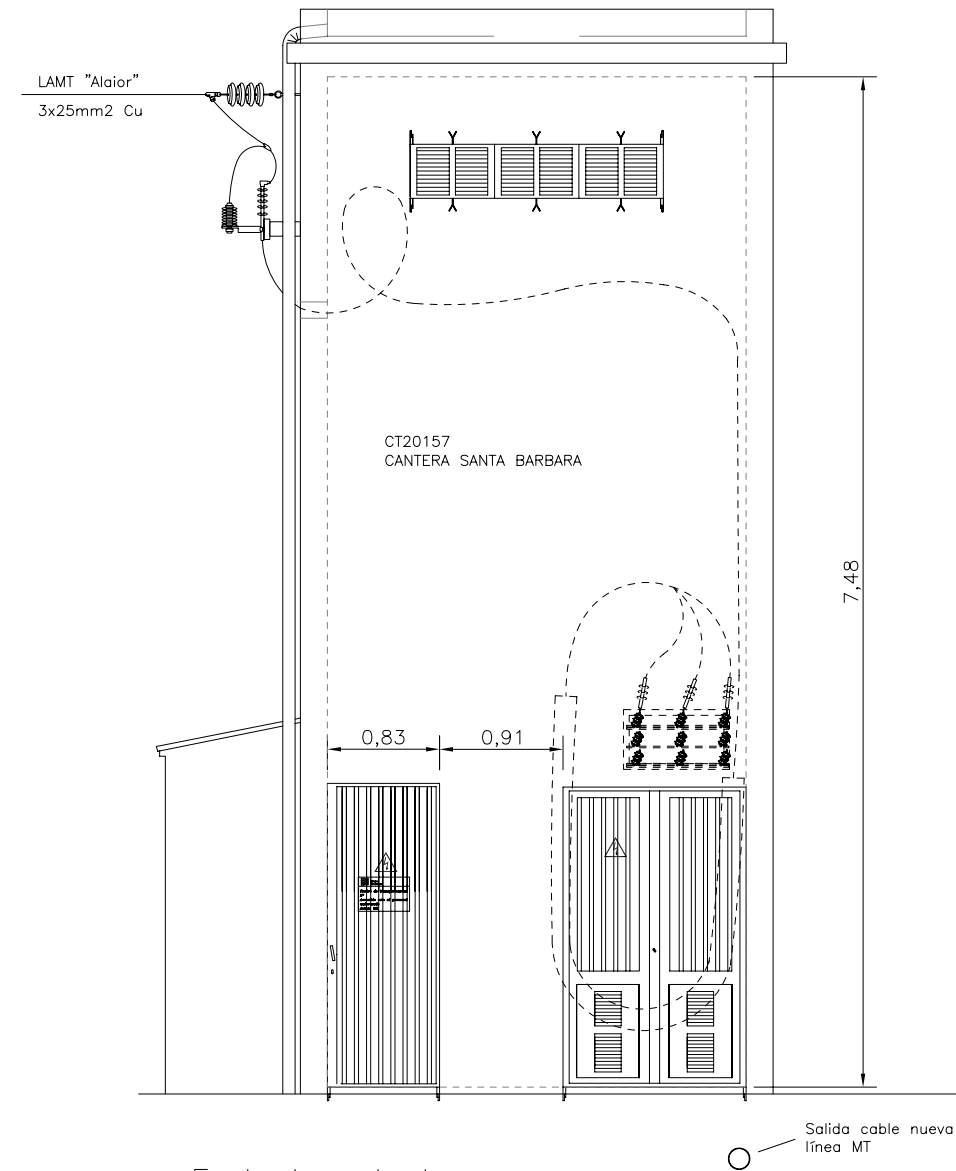 LAMT "Alaior"
3x25mm2 Cu
CT20157
CANTERA SANTA BARBARA
7,48
0,83
0,91
Salida cable nueva
línea MT